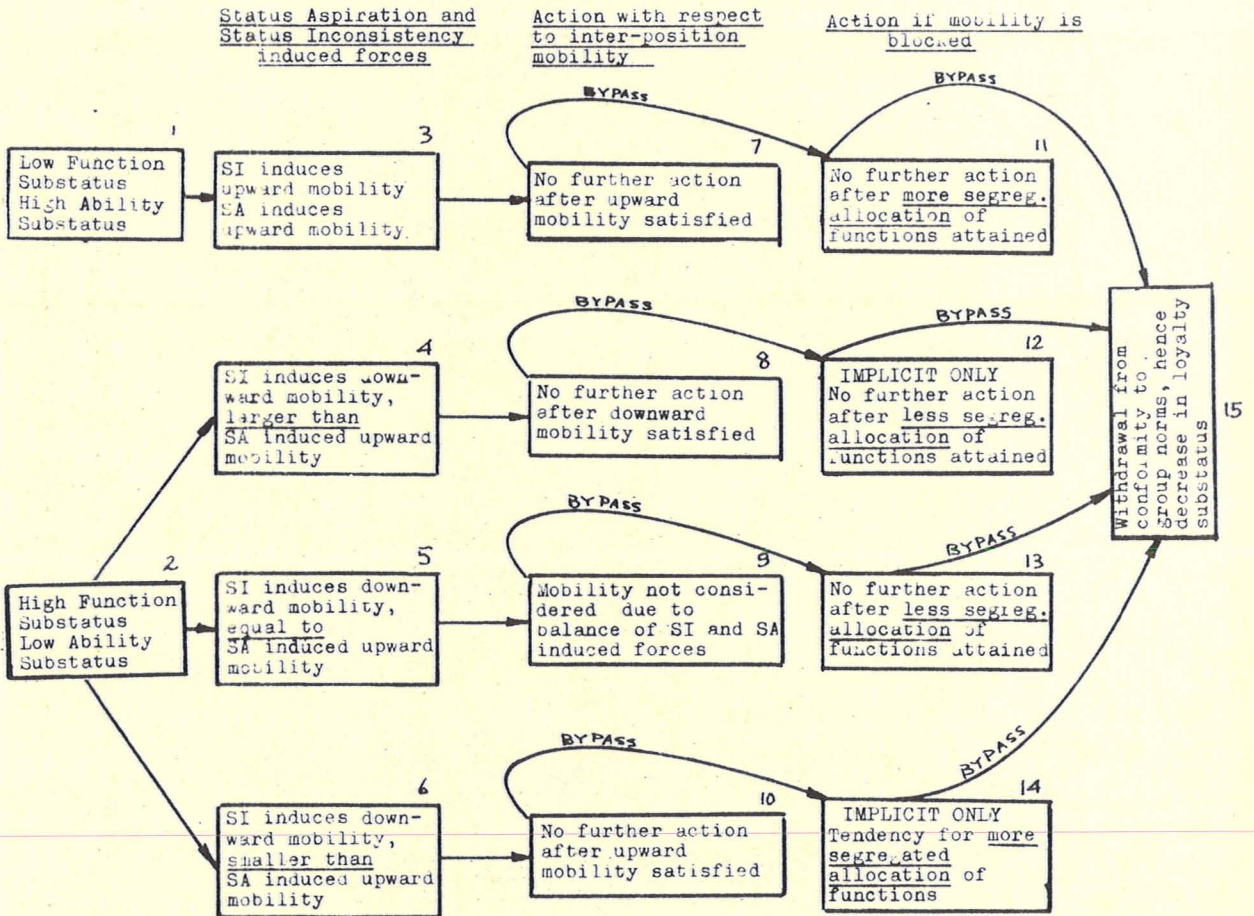 Status Aspiration and
Status Inconsistency
induced forces
Action with respect
to inter-position
mobility
Action if mobility is
blocked
1
Low Function
Substatus
High Ability
Substatus
3
SI induces
upward mobility
SA induces
upward mobility
BYPASS
7
No further action
after upward
mobility satisfied
BYPASS
11
No further action
after more segreg.
allocation of
functions attained
4
SI induces down-
ward mobility,
larger than
SA induced upward
mobility
BYPASS
8
No further action
after downward
mobility satisfied
BYPASS
12
IMPLICIT ONLY
No further action
after less segreg.
allocation of
functions attained
2
High Function
Substatus
Low Ability
Substatus
5
SI induces down-
ward mobility,
equal to
SA induced upward
mobility
BYPASS
9
Mobility not consi-
dered due to
balance of SI and SA
induced forces
BYPASS
13
No further action
after less segreg.
allocation of
functions attained
6
SI induces down-
ward mobility,
smaller than
SA induced upward
mobility
BYPASS
10
No further action
after upward
mobility satisfied
BYPASS
14
IMPLICIT ONLY
Tendency for more
segregated
allocation of
functions
Withdrawal from
conformity to
group norms, hence
decrease in loyalty
substatus
15